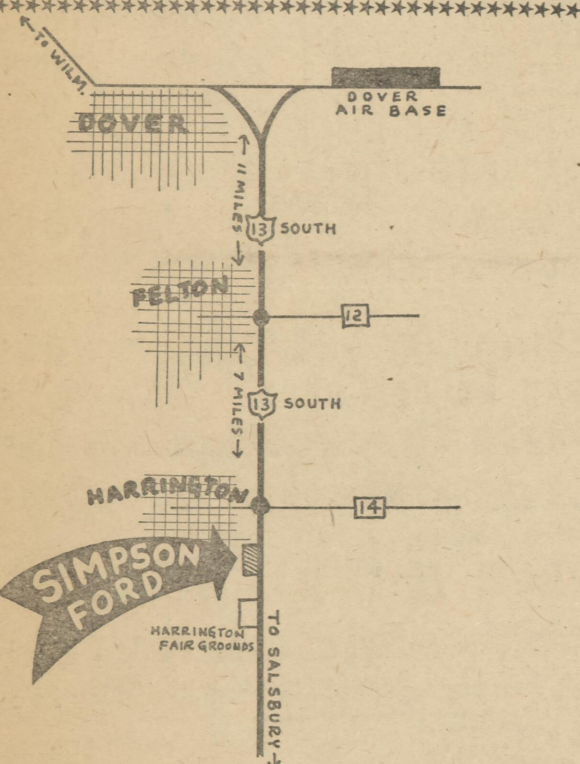 TO WILM.
DOVER
AIR BASE
DOVER
11 MILES
13 SOUTH
FELTON
12
7 MILES
13 SOUTH
HARRINGTON
14
SIMPSON
FORD
HARRINGTON
FAIR GROUNDS
TO SALSBURY